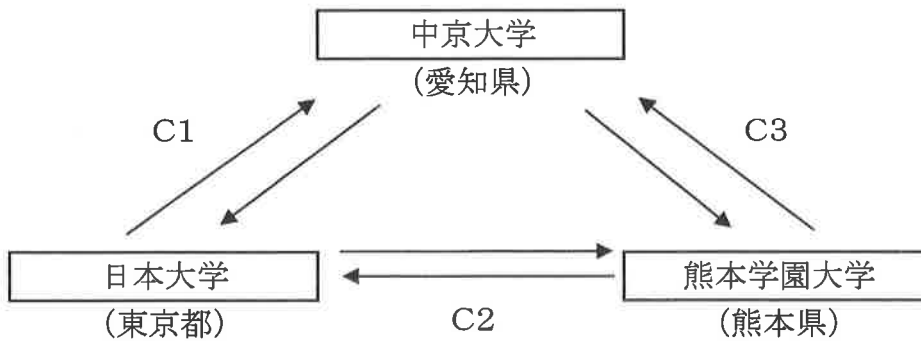 中京大学
(愛知県)
C1
C3
日本大学
熊本学園大学
(東京都)
C2
(熊本県)